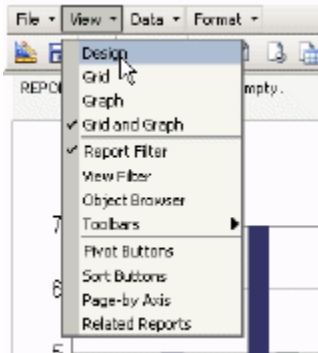 File View Data Format
Design
REPO mpty.
Grid
Graph
Grid and Graph
Report Filter
View Filter
Object Browser
7 Toolbars
Pivot Buttons
Sort Buttons
6 Page-by Axis
Related Reports
5